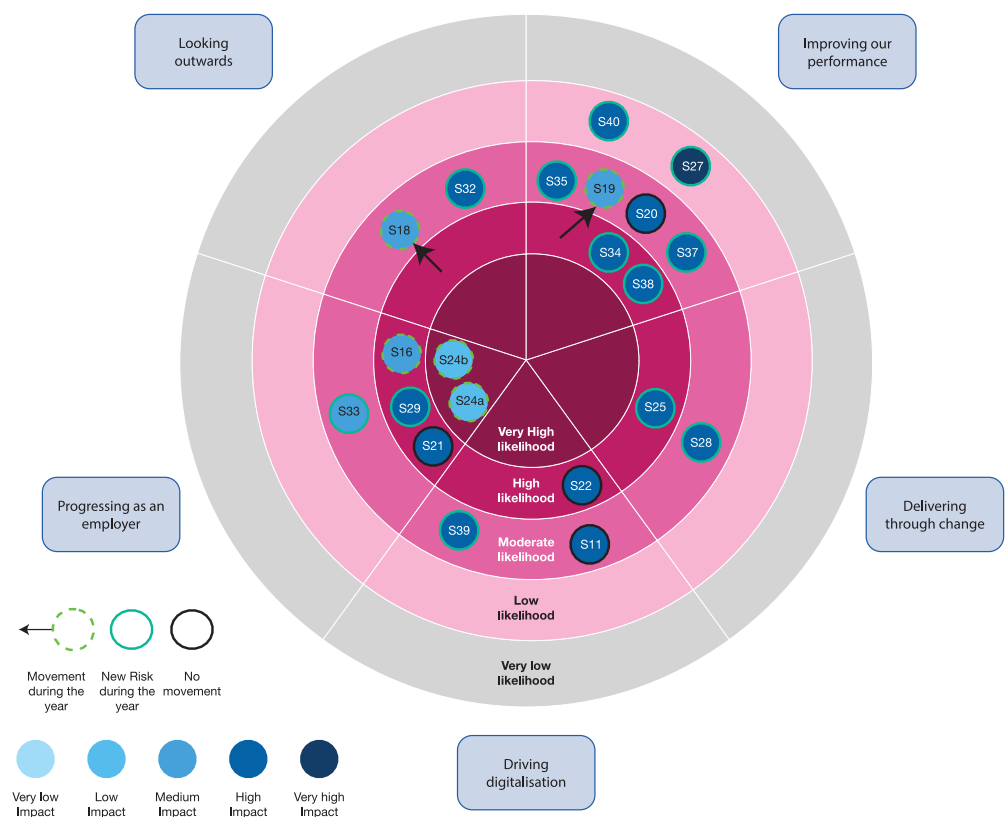 Looking
outwards
Improving our
performance
S40
S27
S35
S19
S32
S20
S18
S37
S34
S38
S16
S24b
S24a
S29
S33
S21
S25
S28
Very High
likelihood
High
likelihood
S22
S39
Moderate
likelihood
S11
Progressing as an
employer
Delivering
through change
Low
likelihood
Very low
likelihood
Movement
during the
year
New Risk
during the
year
No
movement
Driving
digitalisation
Very low
Impact
Low
Impact
Medium
Impact
High
Impact
Very high
Impact